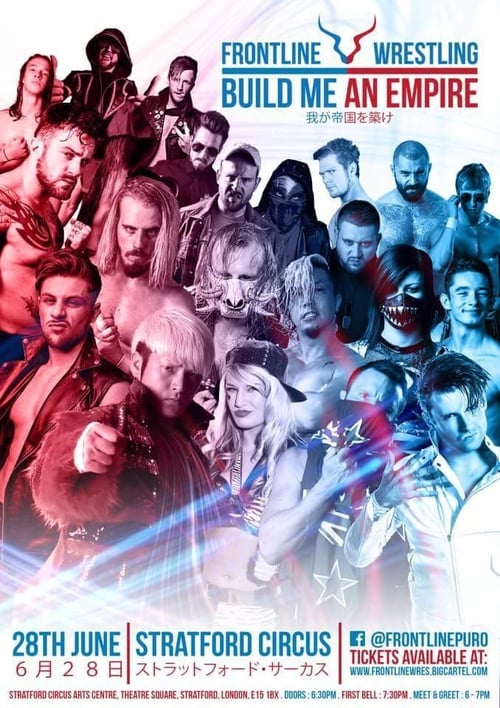 FRONTLINE WRESTLING
BUILD ME AN EMPIRE
我が帝国を築け
28TH JUNE
6月28日
STRATFORD CIRCUS
ストラットフォード・サーカス
@FRONTLINEPURO
TICKETS AVAILABLE AT:
WWW.FRONTLINEWRES.BIGCARTEL.COM
STRATFORD CIRCUS ARTS CENTRE, THEATRE SQUARE, STRATFORD, LONDON, E15 1BX . DOORS : 6:30PM . FIRST BELL : 7:30PM . MEET & GREET : 6 - 7PM